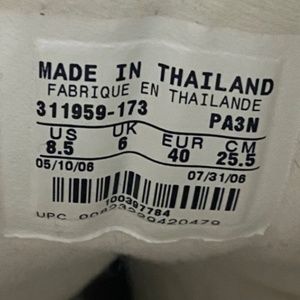 MADE IN THAILAND
FABRIQUE EN THAILANDE
311959-173 PA3N
US UK EUR CM
8.5 6 40 25.5
05/10/06 07/31/06
100397784
UPC